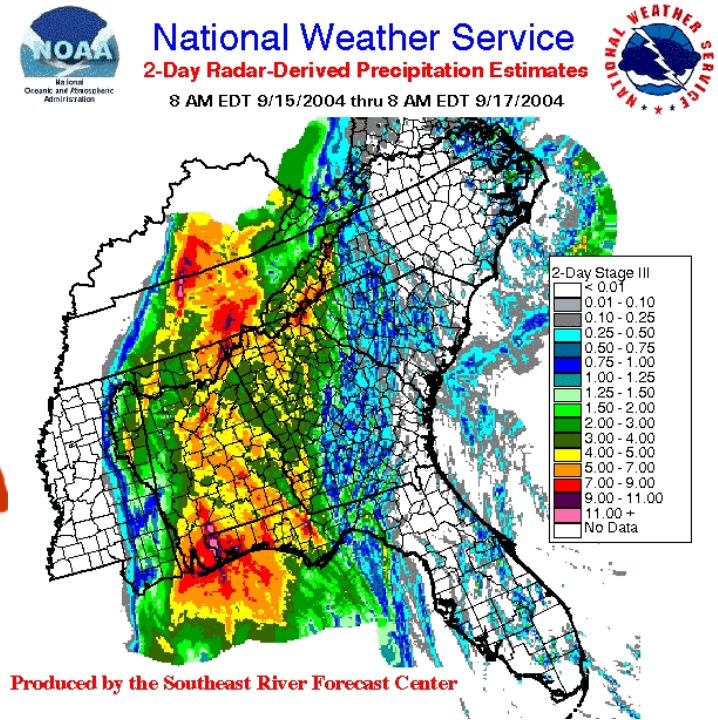 NOAA
National
Oceanic and Atmospheric
Administration
National Weather Service
2-Day Radar-Derived Precipitation Estimates
8 AM EDT 9/15/2004 thru 8 AM EDT 9/17/2004
NATIONAL WEATHER SERVICE
2-Day Stage III
< 0.01
0.01 - 0.10
0.10 - 0.25
0.25 - 0.50
0.50 - 0.75
0.75 - 1.00
1.00 - 1.25
1.25 - 1.50
1.50 - 2.00
2.00 - 3.00
3.00 - 4.00
4.00 - 5.00
5.00 - 7.00
7.00 - 9.00
9.00 - 11.00
11.00 +
No Data
Produced by the Southeast River Forecast Center